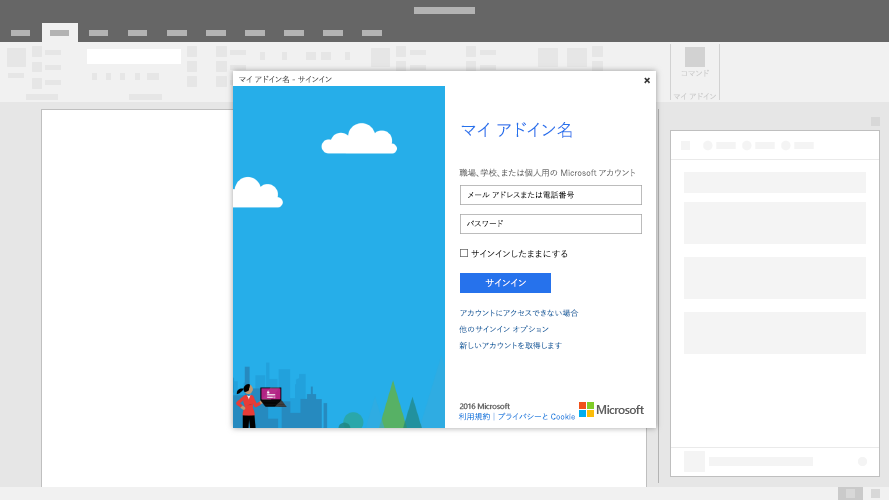 コマンド
マイ アドイン
マイ アドイン名 - サインイン
マイ アドイン名
職場、学校、または個人用の Microsoft アカウント
メール アドレスまたは電話番号
パスワード
サインインしたままにする
サインイン
アカウントにアクセスできない場合
他のサインイン オプション
新しいアカウントを取得します
2016 Microsoft
利用規約 | プライバシーと Cookie
Microsoft